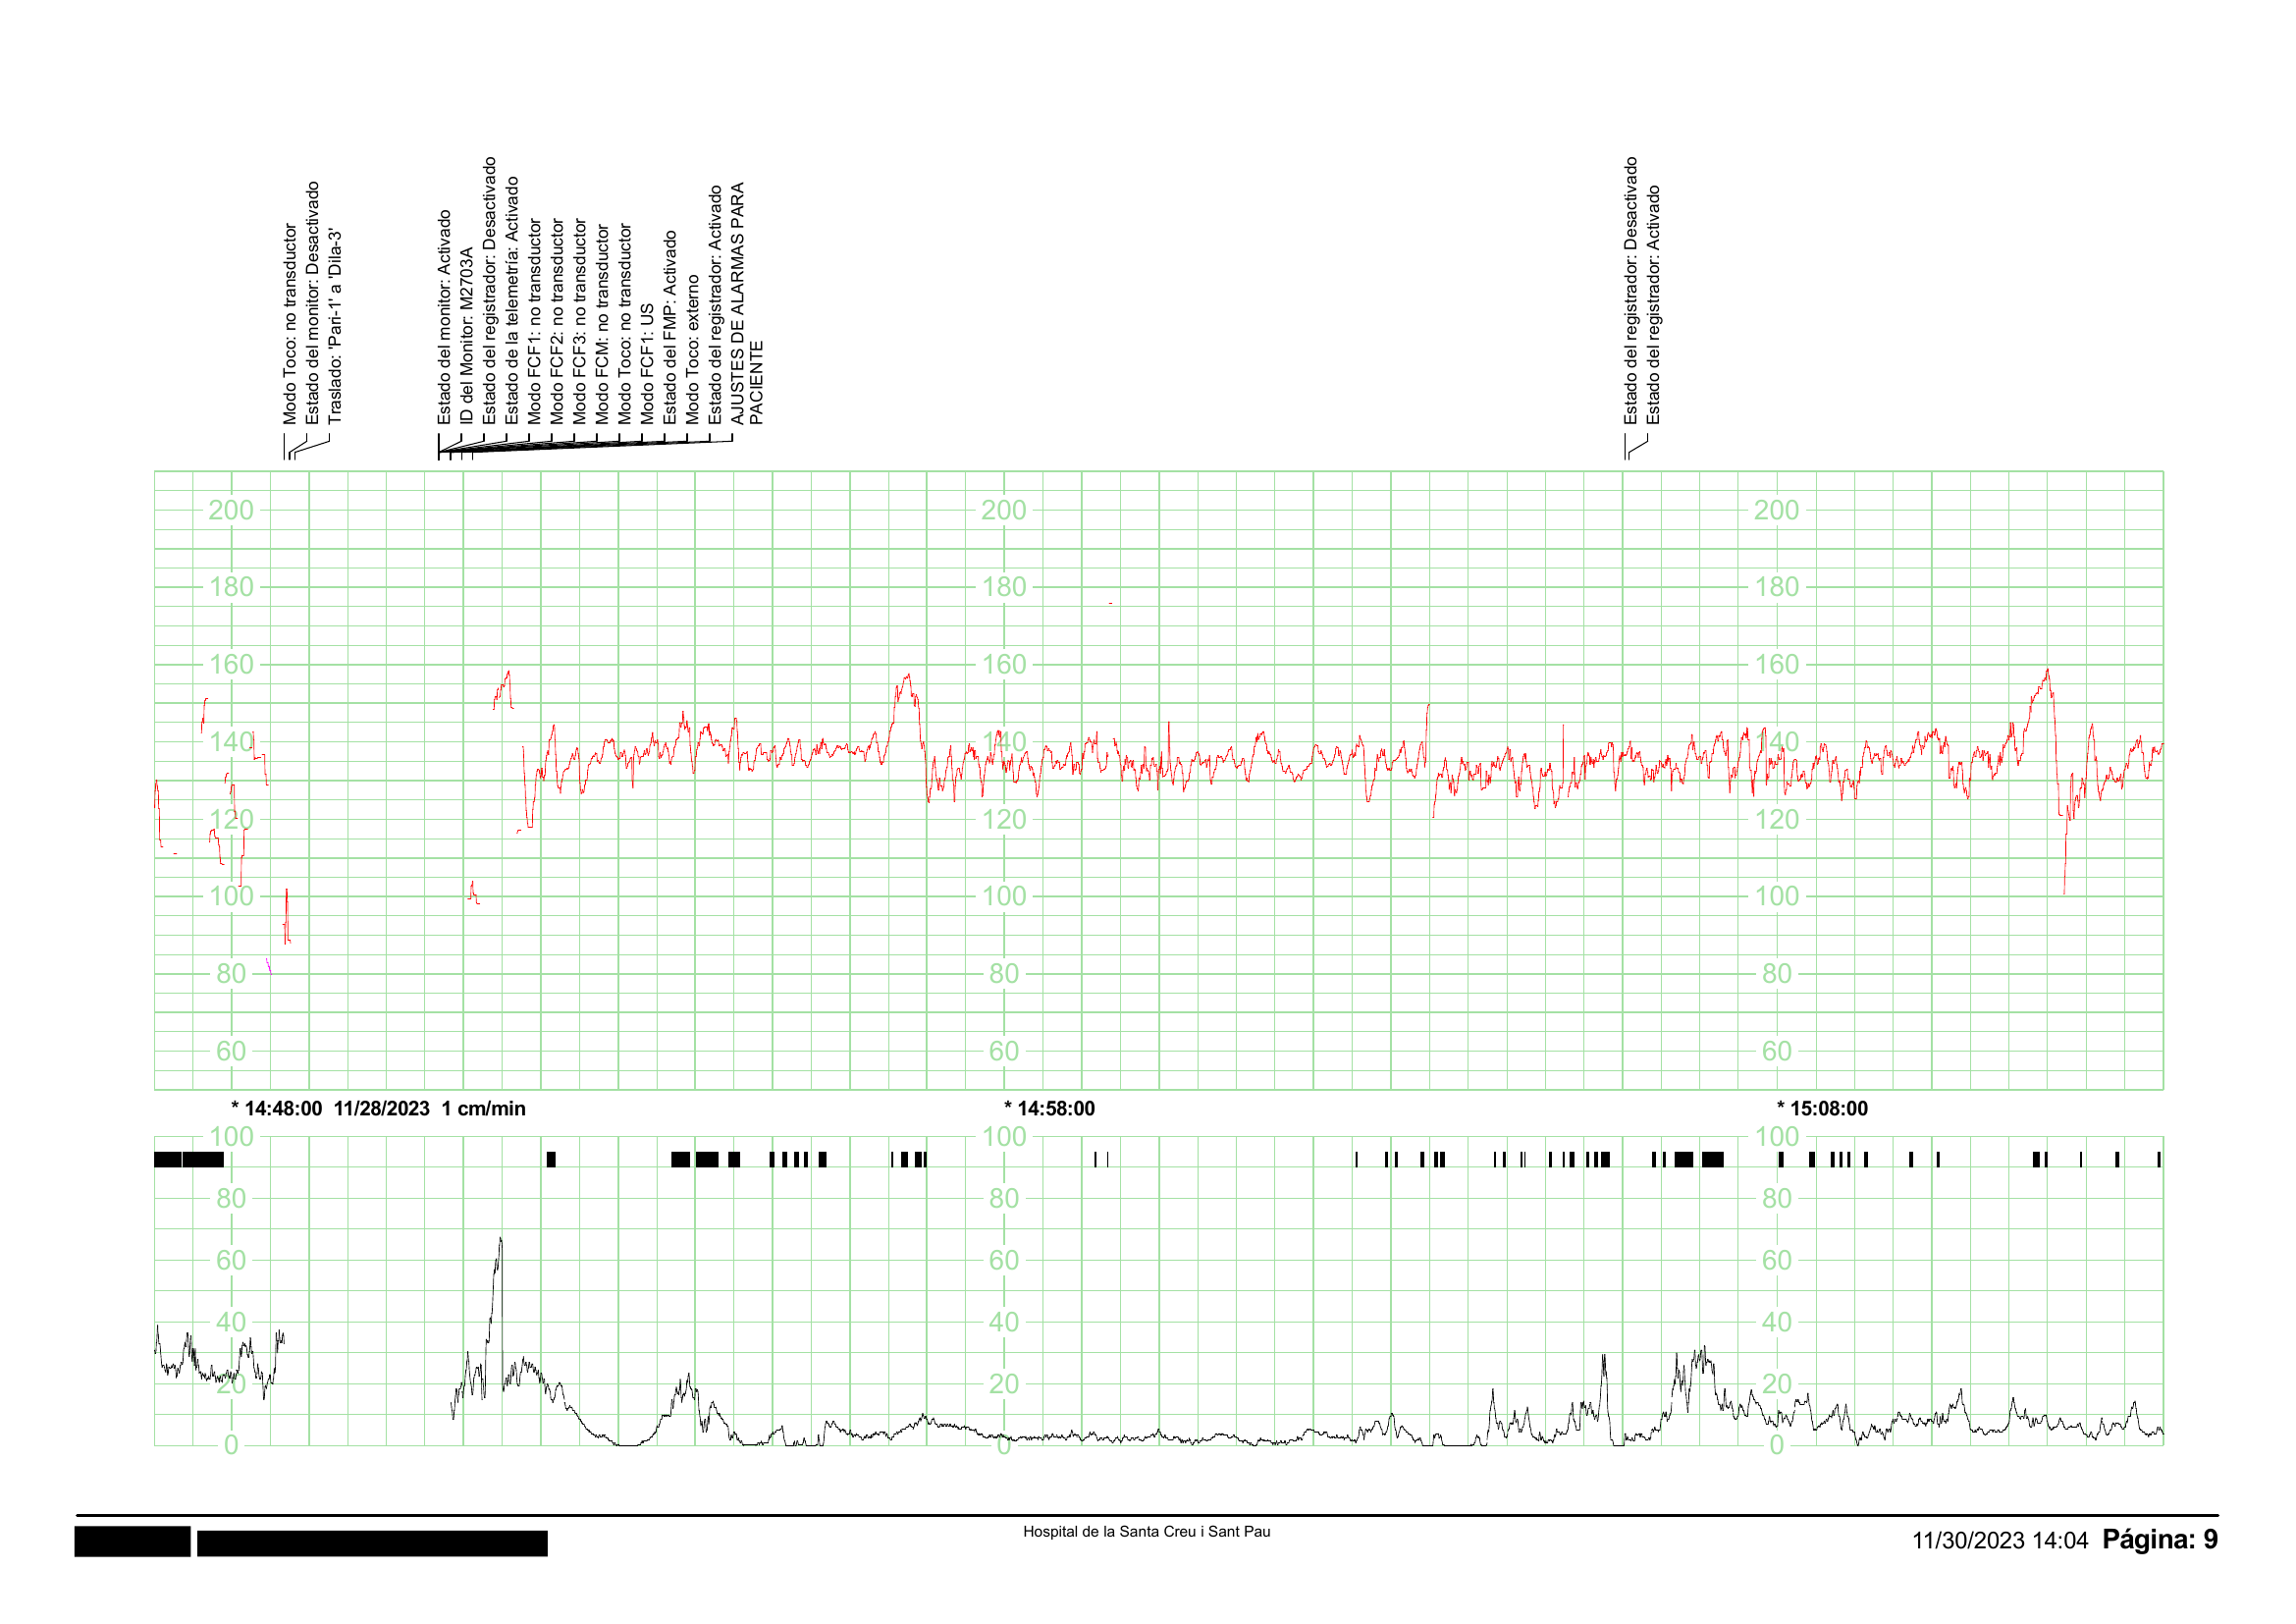 Modo Toco: no transductor
Estado del monitor: Desactivado
Traslado: 'Pari-1' a 'Dila-3'
Estado del monitor: Activado
ID del Monitor: M2703A
Estado del registrador: Desactivado
Estado de la telemetría: Activado
Modo FCF1: no transductor
Modo FCF2: no transductor
Modo FCF3: no transductor
Modo FCM: no transductor
Modo Toco: no transductor
Modo FCF1: US
Estado del FMP: Activado
Modo Toco: externo
Estado del registrador: Activado
AJUSTES DE ALARMAS PARA
PACIENTE
Estado del registrador: Desactivado
Estado del registrador: Activado
200 200 200
180 180 180
160 160 160
140 140 140
120 120 120
100 100 100
80 80 80
60 60 60
* 14:48:00 11/28/2023 1 cm/min * 14:58:00 * 15:08:00
100 100 100
80 80 80
60 60 60
40 40 40
20 20 20
0 0 0
Hospital de la Santa Creu i Sant Pau
11/30/2023 14:04 Página: 9